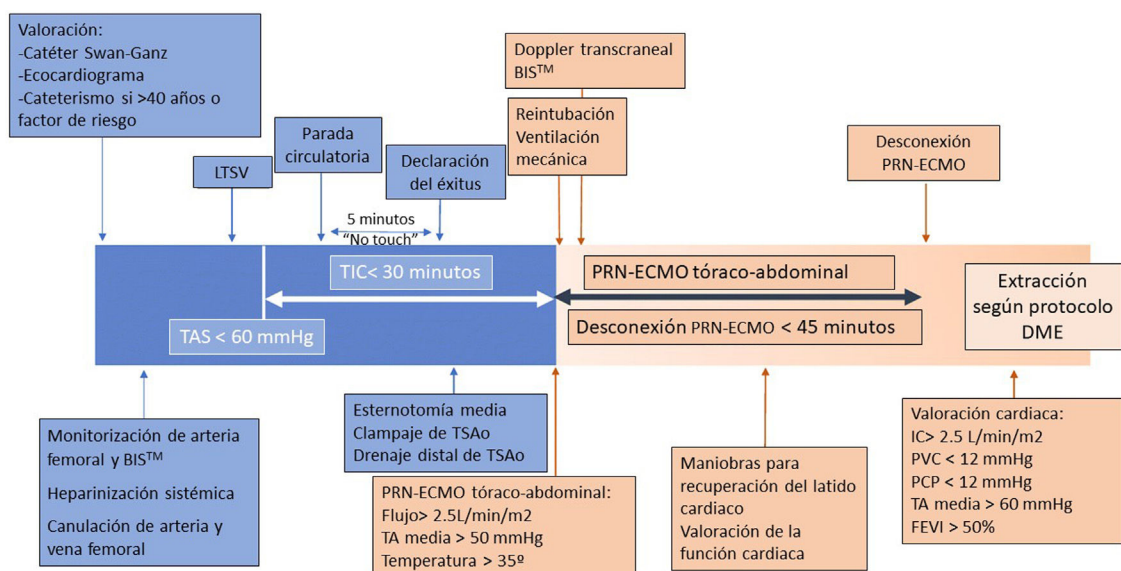 Valoración:
-Catéter Swan-Ganz
-Ecocardiograma
-Cateterismo si >40 años o
factor de riesgo
LTSV
Parada
circulatoria
Declaración
del éxitus
5 minutos
“No touch”
Doppler transcraneal
BIS™
Reintubación
Ventilación
mecánica
Desconexión
PRN-ECMO
TIC< 30 minutos
TAS < 60 mmHg
PRN-ECMO tóraco-abdominal
Desconexión PRN-ECMO < 45 minutos
Extracción
según protocolo
DME
Monitorización de arteria
femoral y BIS™
Heparinización sistémica
Canulación de arteria y
vena femoral
Esternotomía media
Clampaje de TSAo
Drenaje distal de TSAo
PRN-ECMO tóraco-abdominal:
Flujo> 2.5L/min/m2
TA media > 50 mmHg
Temperatura > 35º
Maniobras para
recuperación del latido
cardiaco
Valoración de la
función cardiaca
Valoración cardiaca:
IC> 2.5 L/min/m2
PVC < 12 mmHg
PCP < 12 mmHg
TA media > 60 mmHg
FEVI > 50%